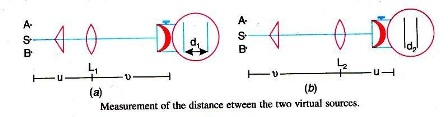 A
S
B
d₁
L₁
u
υ
(a)
A
S
B
d₂
L₂
υ
u
(b)
Measurement of the distance etween the two virtual sources.